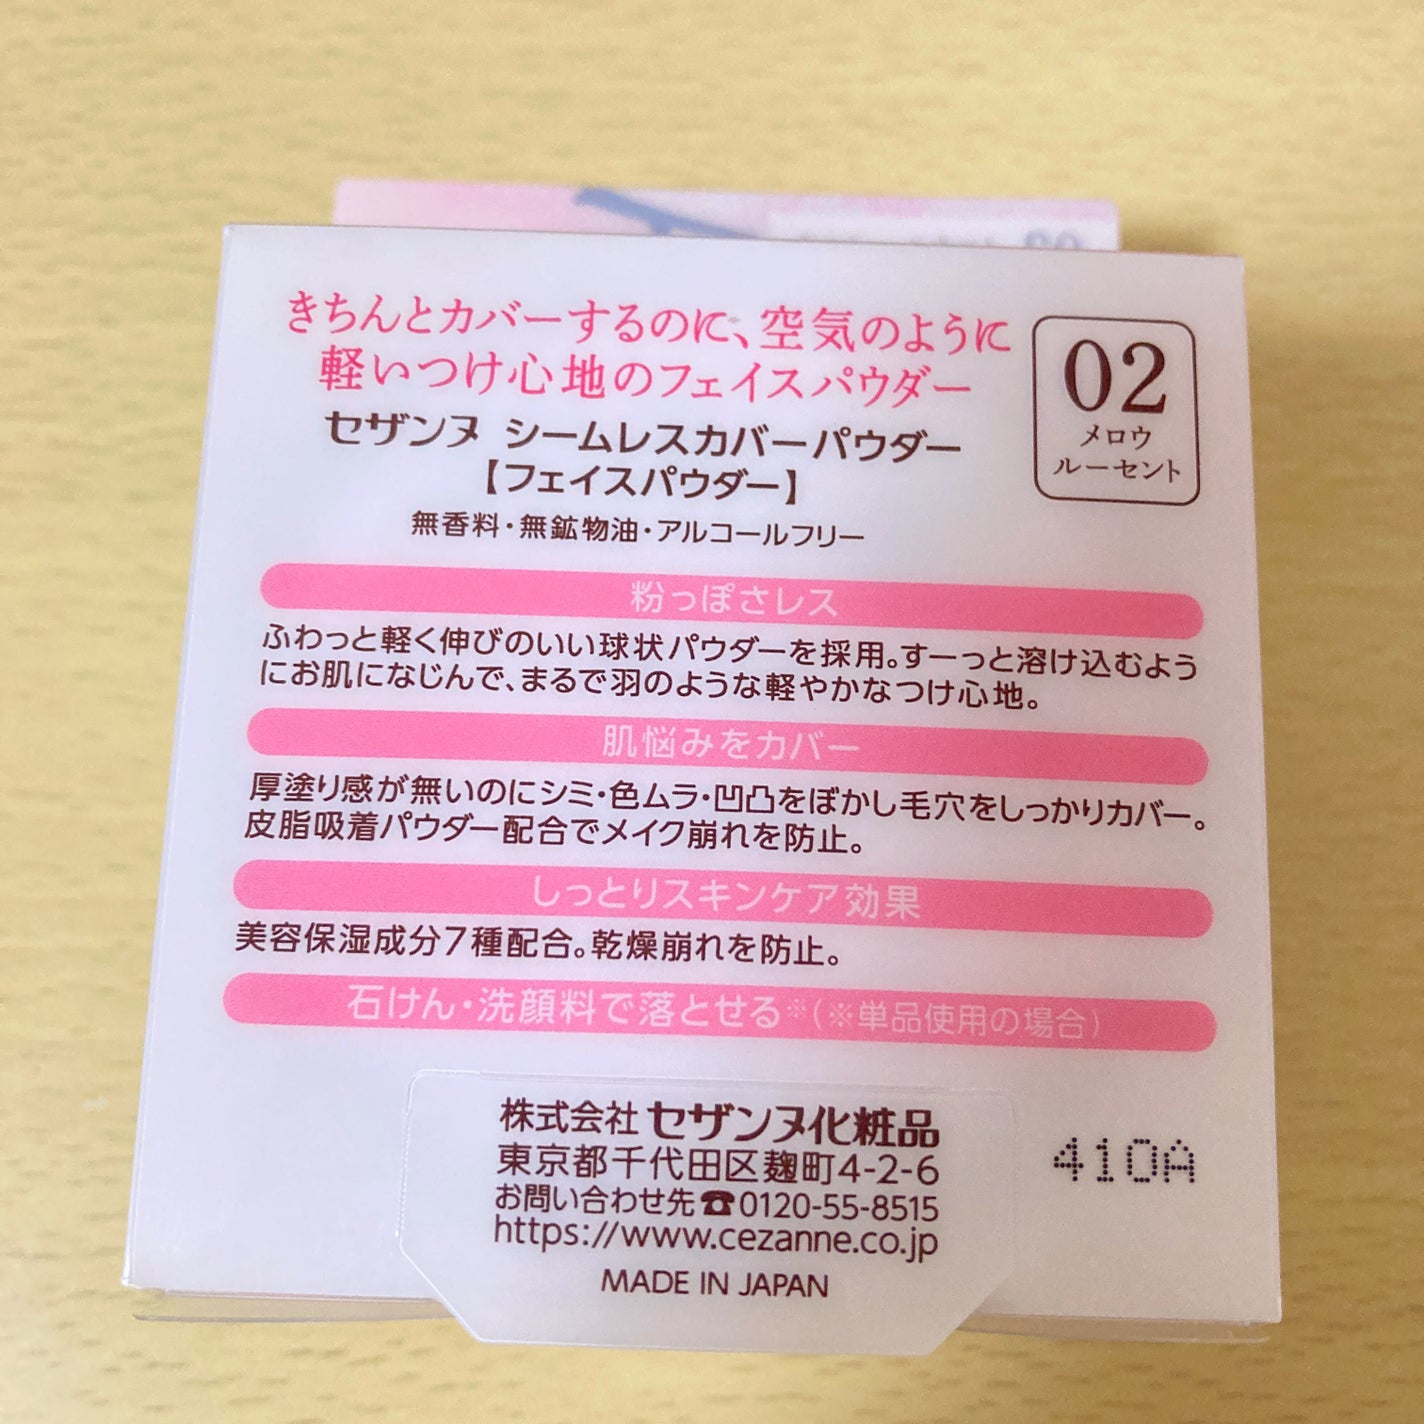 きちんとカバーするのに、空気のように
軽いつけ心地のフェイスパウダー
セザンヌ シームレスカバーパウダー
【フェイスパウダー】
無香料・無鉱物油・アルコールフリー
02
メロウ
ルーセント
粉っぽさレス
ふわっと軽く伸びのいい球状パウダーを採用。すーっと溶け込むよう
にお肌になじんで、まるで羽のような軽やかなつけ心地。
肌悩みをカバー
厚塗り感が無いのにシミ・色ムラ・凹凸をぼかし毛穴をしっかりカバー。
皮脂吸着パウダー配合でメイク崩れを防止。
しっとりスキンケア効果
美容保湿成分7種配合。乾燥崩れを防止。
石けん・洗顔料で落とせる※(※単品使用の場合)
株式会社 セザンヌ化粧品
東京都千代田区麹町4-2-6
お問い合わせ先☎0120-55-8515
https://www.cezanne.co.jp
MADE IN JAPAN
410A